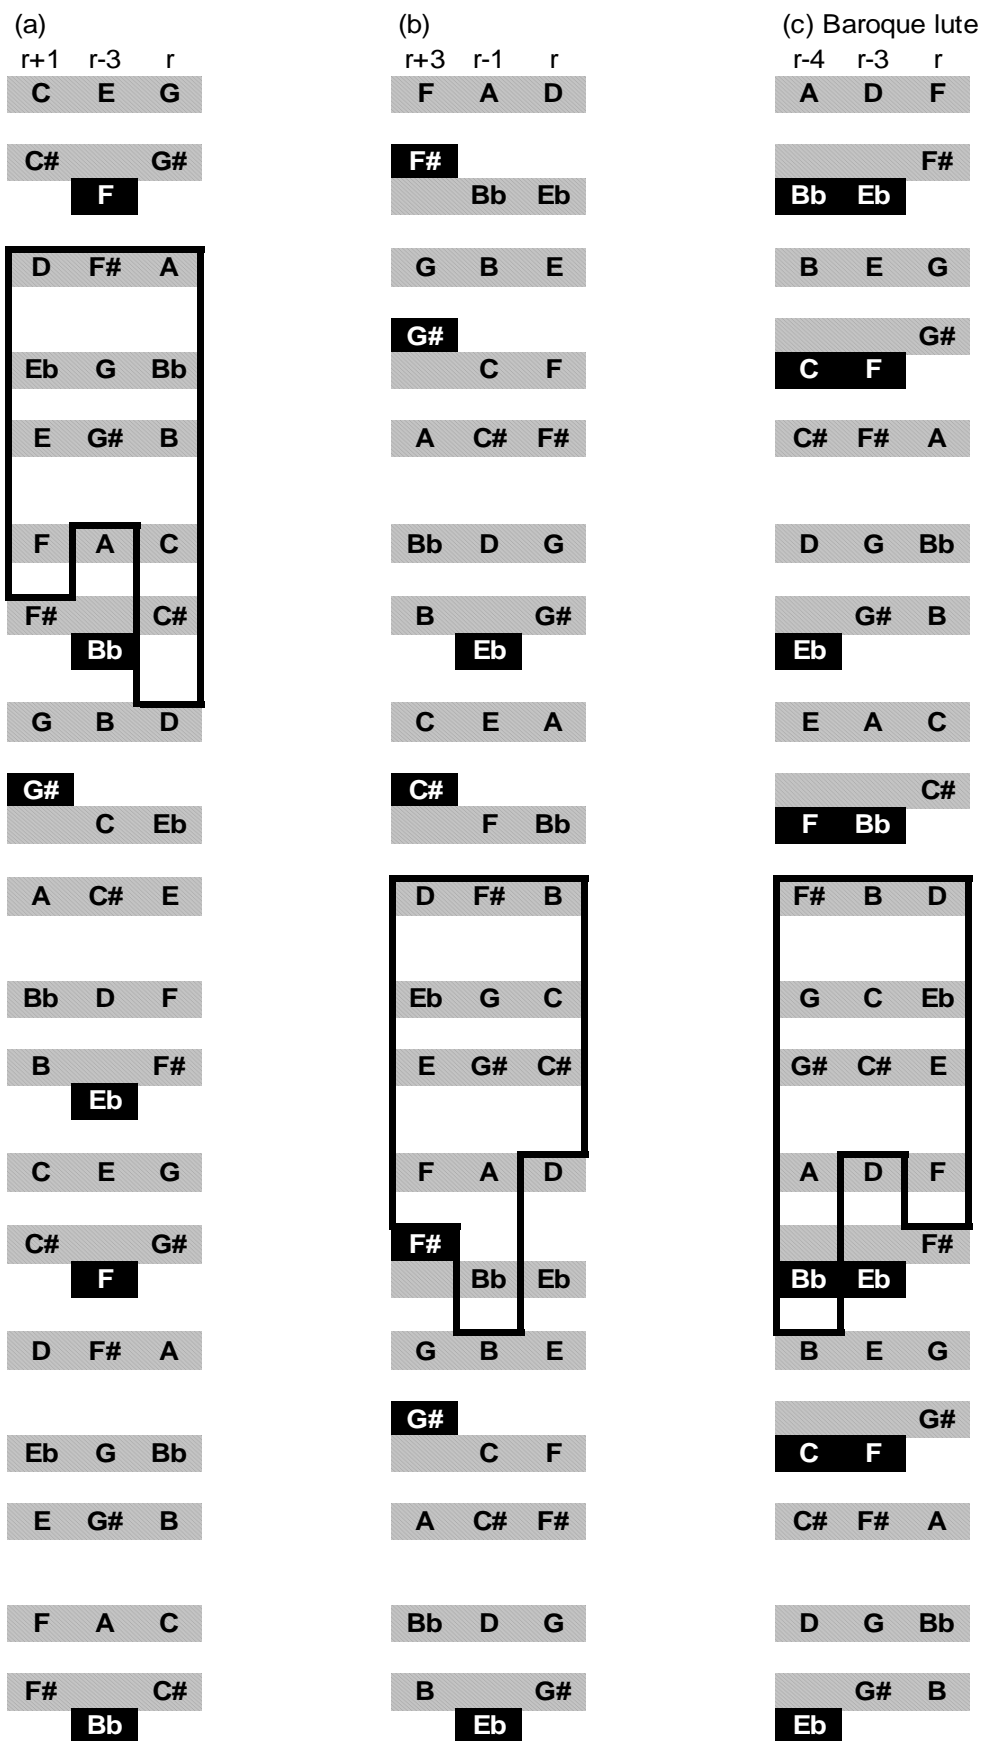 (a) (b) (c) Baroque lute
r+1 r-3 r r+3 r-1 r r-4 r-3 r
C E G F A D A D F
C# G# F# F#
F Bb Eb Bb Eb
D F# A G B E B E G
G# G#
Eb G Bb C F C F
E G# B A C# F# C# F# A
F A C Bb D G D G Bb
F# C# B G# G# B
Bb Eb Eb
G B D C E A E A C
G# C# C#
C Eb F Bb F Bb
A C# E D F# B F# B D
Bb D F Eb G C G C Eb
B F# E G# C# G# C# E
Eb
C E G F A D A D F
C# G# F# F#
F Bb Eb Bb Eb
D F# A G B E B E G
G# G#
Eb G Bb C F C F
E G# B A C# F# C# F# A
F A C Bb D G D G Bb
F# C# B G# G# B
Bb Eb Eb